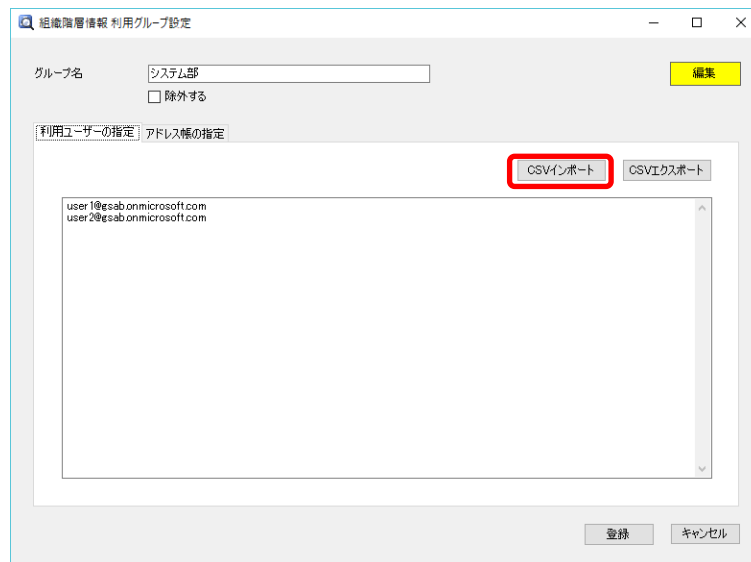 組織階層情報 利用グループ設定
グループ名
システム部
編集
除外する
利用ユーザーの指定
アドレス帳の指定
CSVインポート
CSVエクスポート
user1@gsab.onmicrosoft.com
user2@gsab.onmicrosoft.com
登録
キャンセル